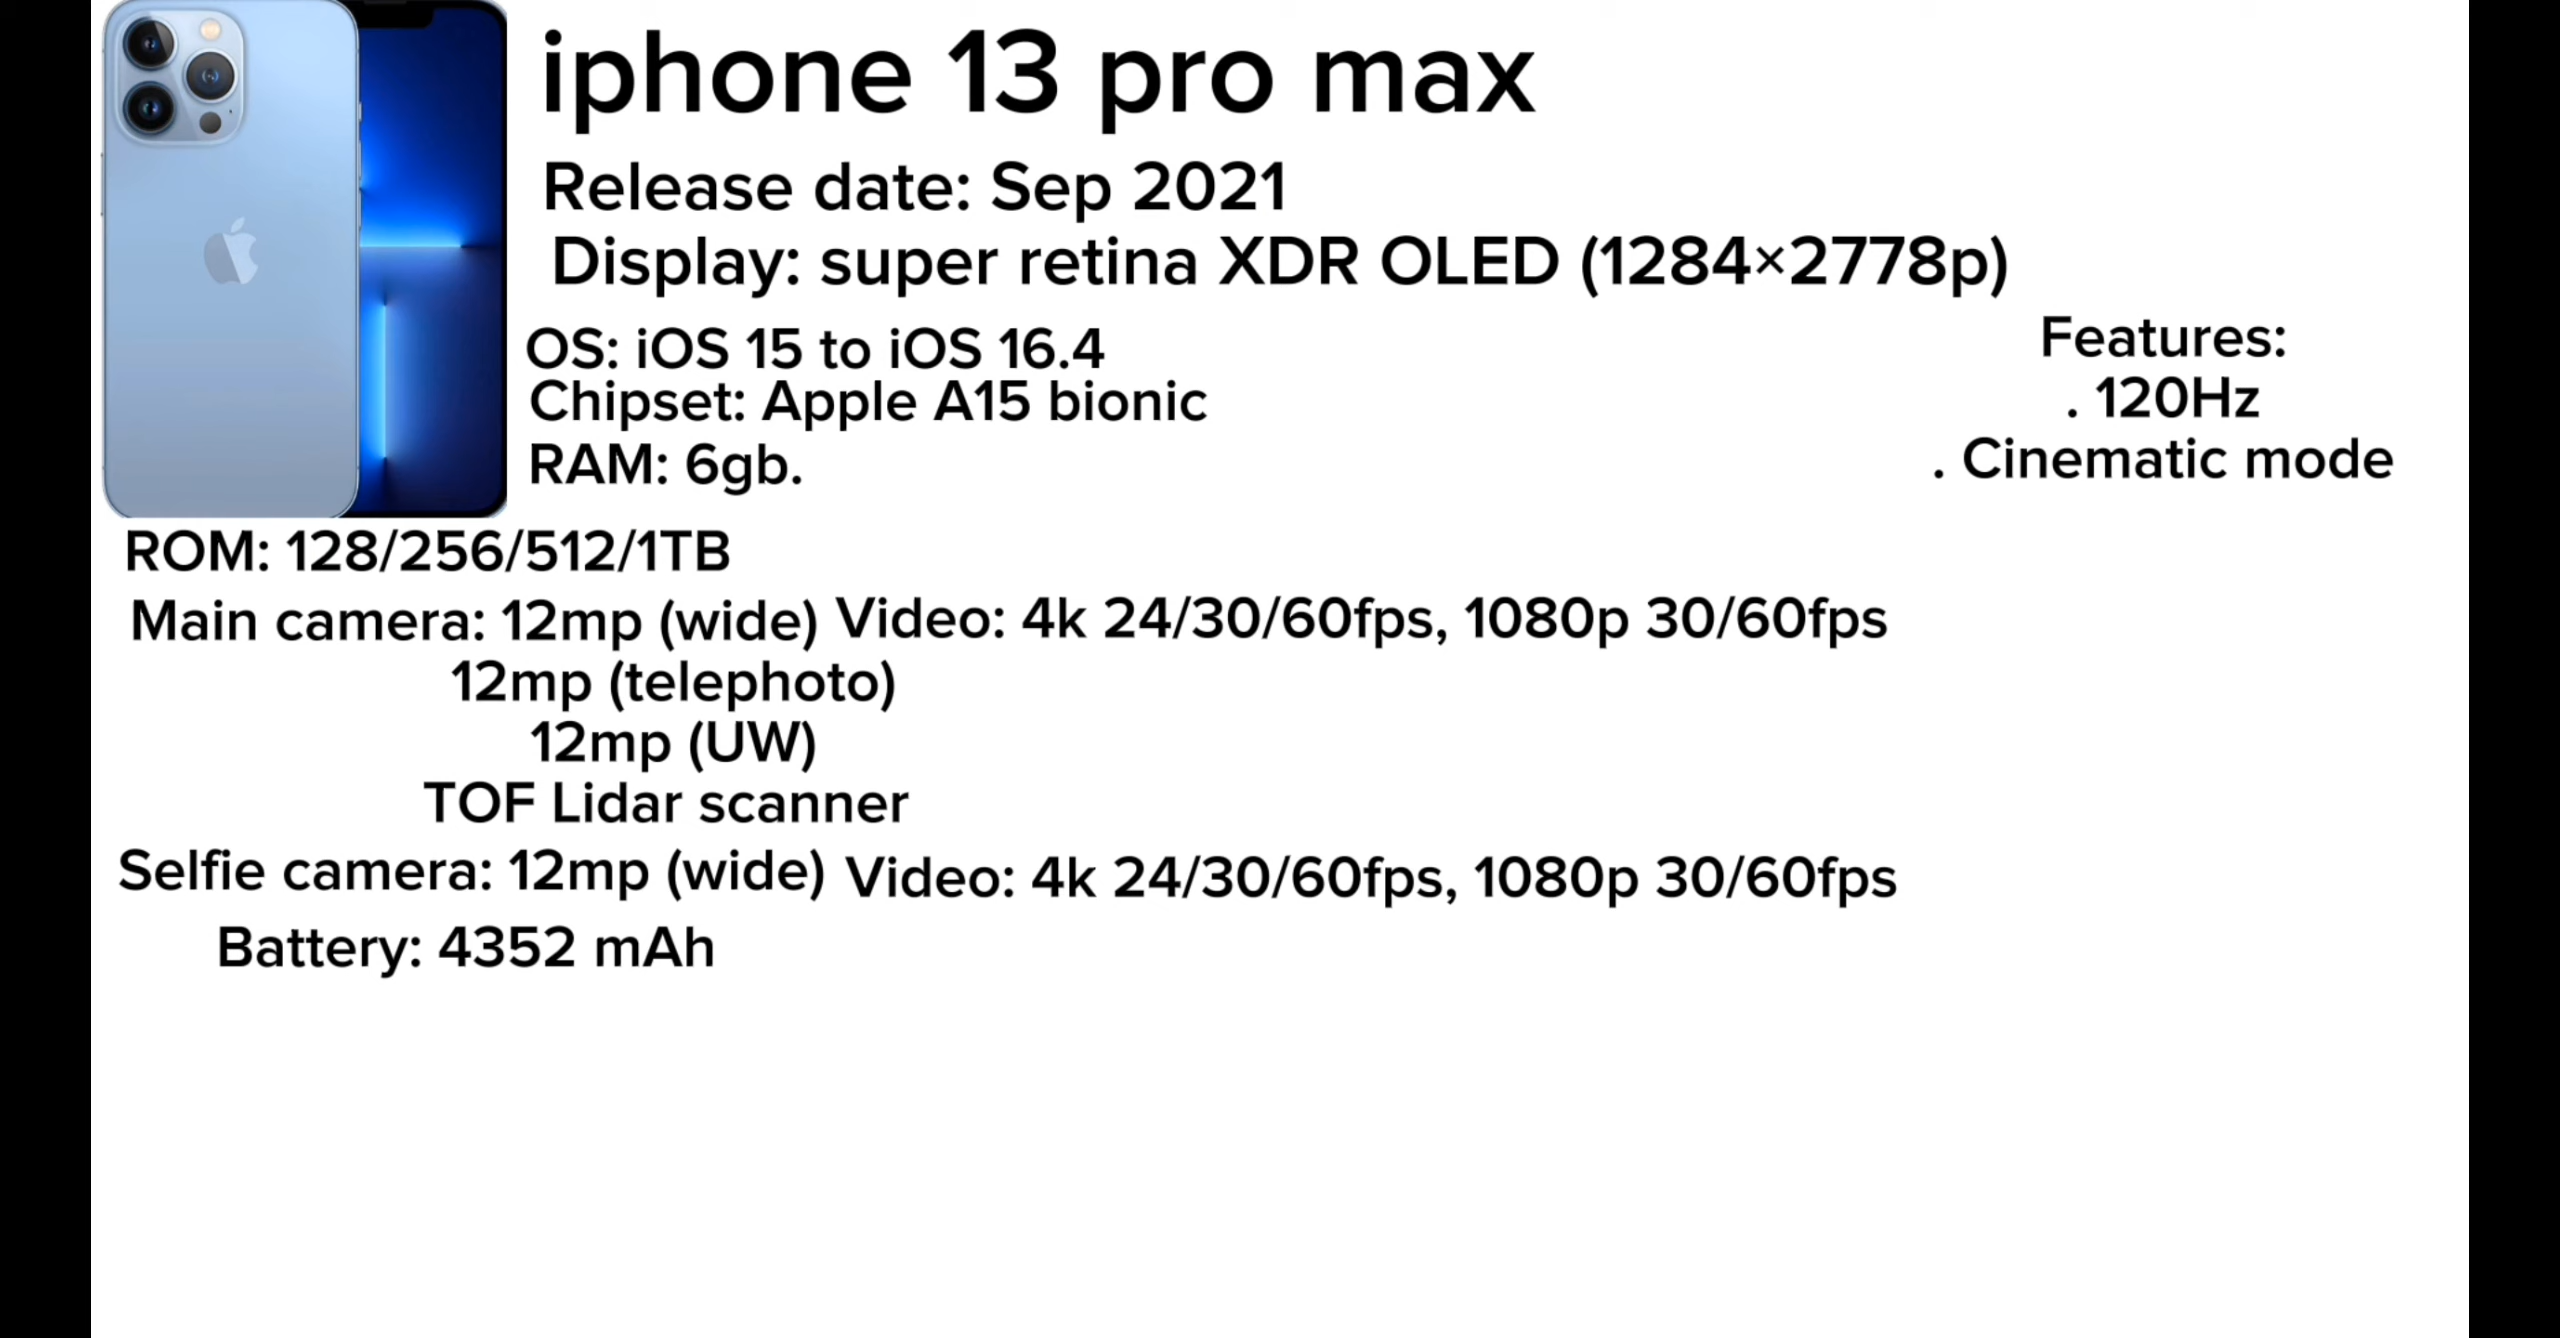 iphone 13 pro max
Release date: Sep 2021
Display: super retina XDR OLED (1284×2778p)
OS: iOS 15 to iOS 16.4
Chipset: Apple A15 bionic
RAM: 6gb.
Features:
. 120Hz
. Cinematic mode
ROM: 128/256/512/1TB
Main camera: 12mp (wide) Video: 4k 24/30/60fps, 1080p 30/60fps
12mp (telephoto)
12mp (UW)
TOF Lidar scanner
Selfie camera: 12mp (wide) Video: 4k 24/30/60fps, 1080p 30/60fps
Battery: 4352 mAh